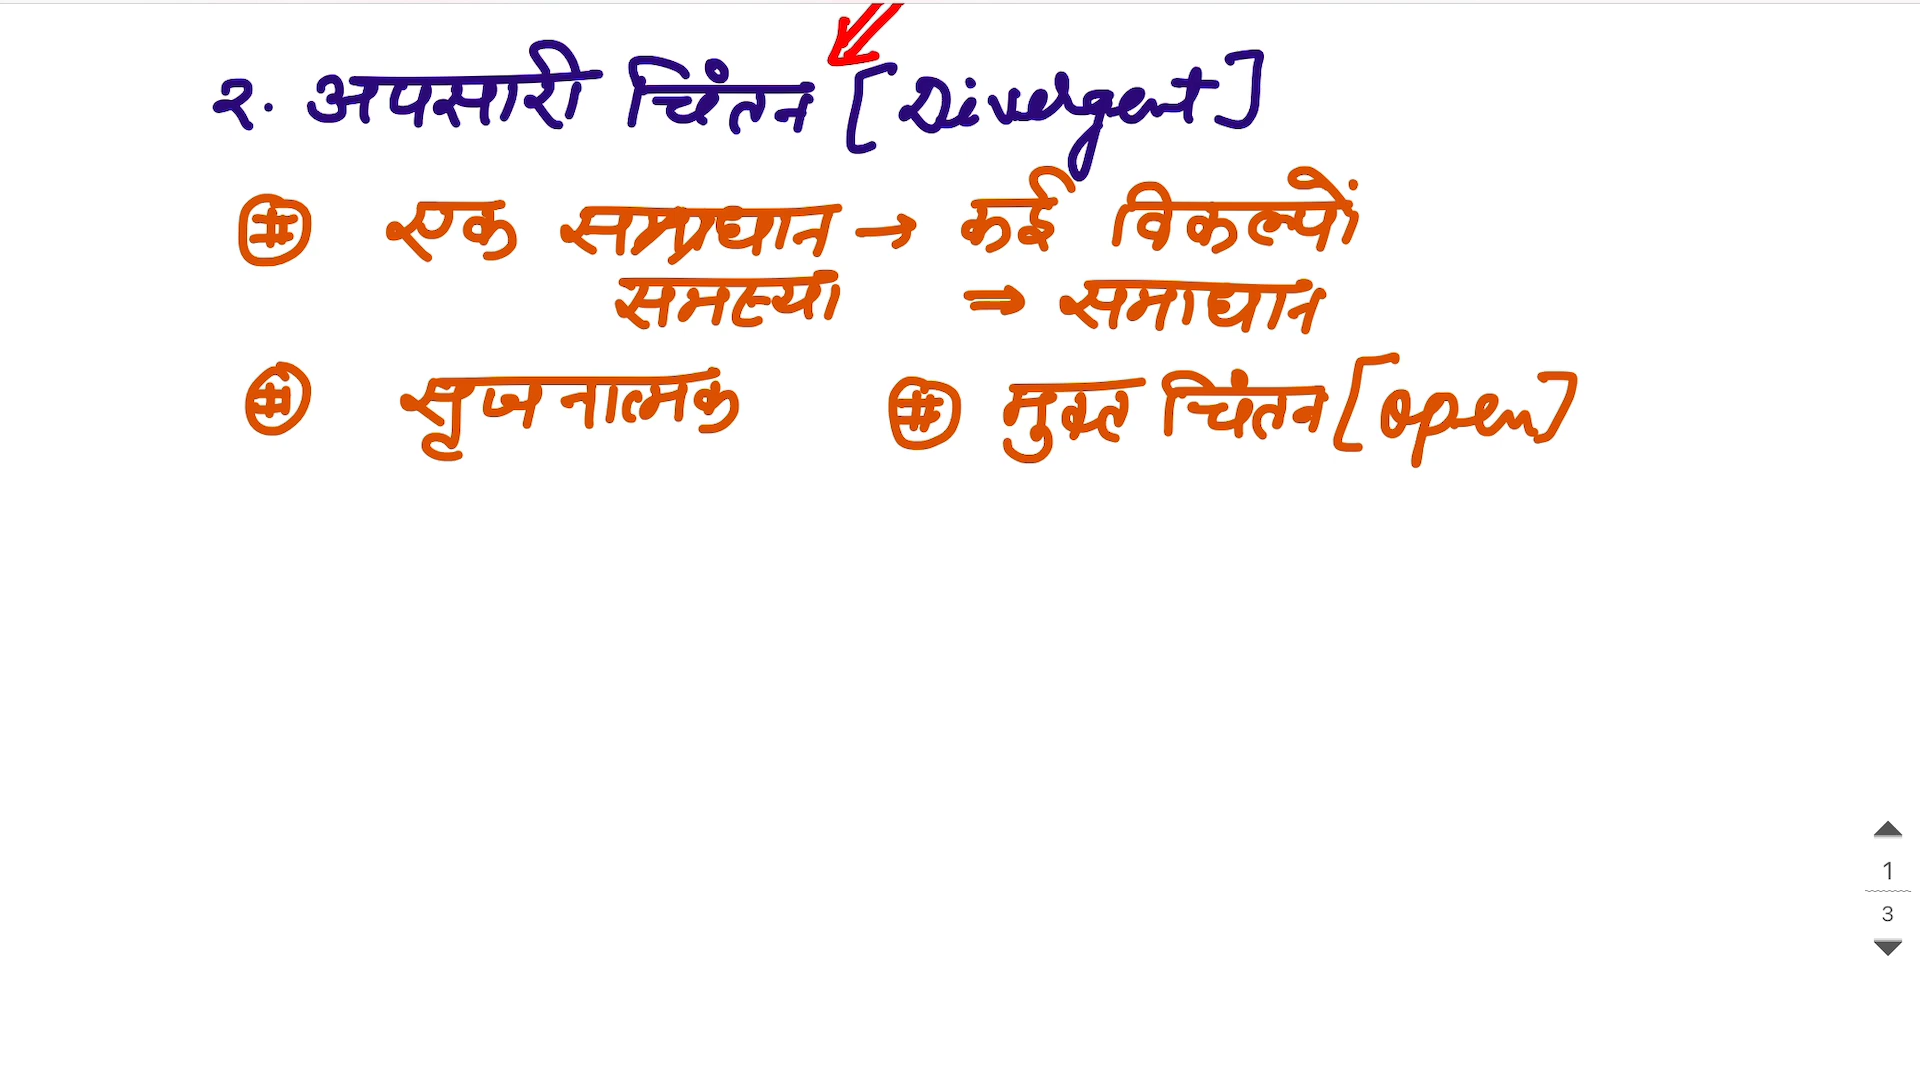 २. अपसारी चिंतन [Divergent]
# एक समाधान → कई विकल्पों
समस्या ⇒ समाधान
# सृजनात्मक # मुक्त चिंतन [open]
1
3